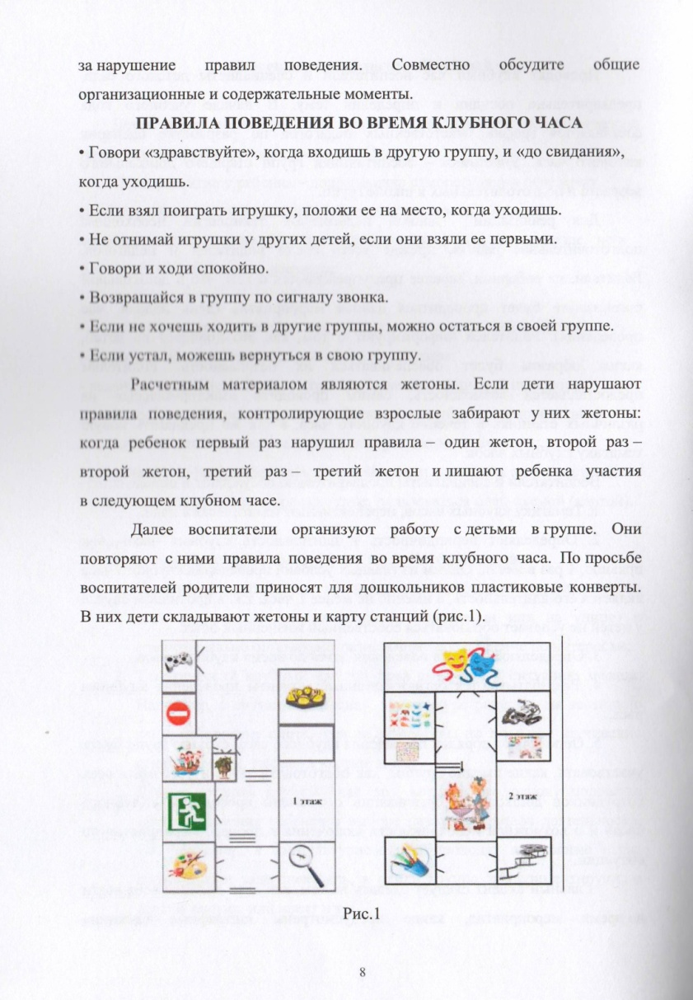 за нарушение правил поведения. Совместно обсудите общие
организационные и содержательные моменты.
ПРАВИЛА ПОВЕДЕНИЯ ВО ВРЕМЯ КЛУБНОГО ЧАСА
• Говори «здравствуйте», когда входишь в другую группу, и «до свидания»,
когда уходишь.
• Если взял поиграть игрушку, положи ее на место, когда уходишь.
• Не отнимай игрушки у других детей, если они взяли ее первыми.
• Говори и ходи спокойно.
• Возвращайся в группу по сигналу звонка.
• Если не хочешь ходить в другие группы, можно остаться в своей группе.
• Если устал, можешь вернуться в свою группу.
Расчетным материалом являются жетоны. Если дети нарушают
правила поведения, контролирующие взрослые забирают у них жетоны:
когда ребенок первый раз нарушил правила – один жетон, второй раз –
второй жетон, третий раз – третий жетон и лишают ребенка участия
в следующем клубном часе.
Далее воспитатели организуют работу с детьми в группе. Они
повторяют с ними правила поведения во время клубного часа. По просьбе
воспитателей родители приносят для дошкольников пластиковые конверты.
В них дети складывают жетоны и карту станций (рис.1).
1 этаж
2 этаж
Рис.1
8